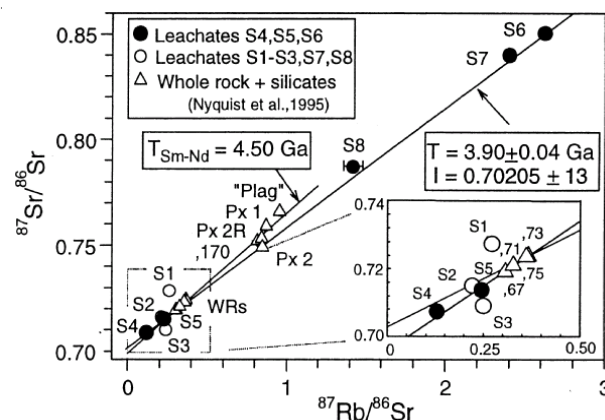 ● Leachates S4,S5,S6
○ Leachates S1-S3,S7,S8
△ Whole rock + silicates
(Nyquist et al.,1995)
0.85
0.80
0.75
0.70
87Sr/86Sr
S6
S7
S8
T Sm-Nd = 4.50 Ga
T = 3.90±0.04 Ga
I = 0.70205 ± 13
"Plag"
Px 1
Px 2R
,170
Px 2
S1
S2
S4
S5
S3
WRs
0.74
0.72
0.70
S1
S2
S5
S4
S3
,71
,73
,75
,67
0
0.25
0.50
0
1
2
3
87Rb/86Sr